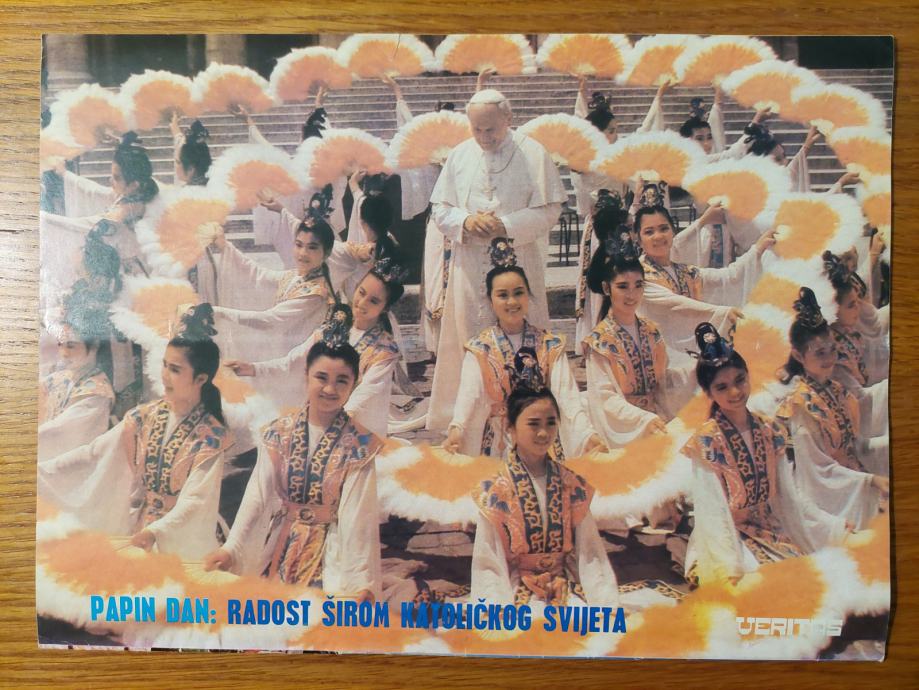 PAPIN DAN: RADOST ŠIROM KATOLIČKOG SVIJETA
VERITAS